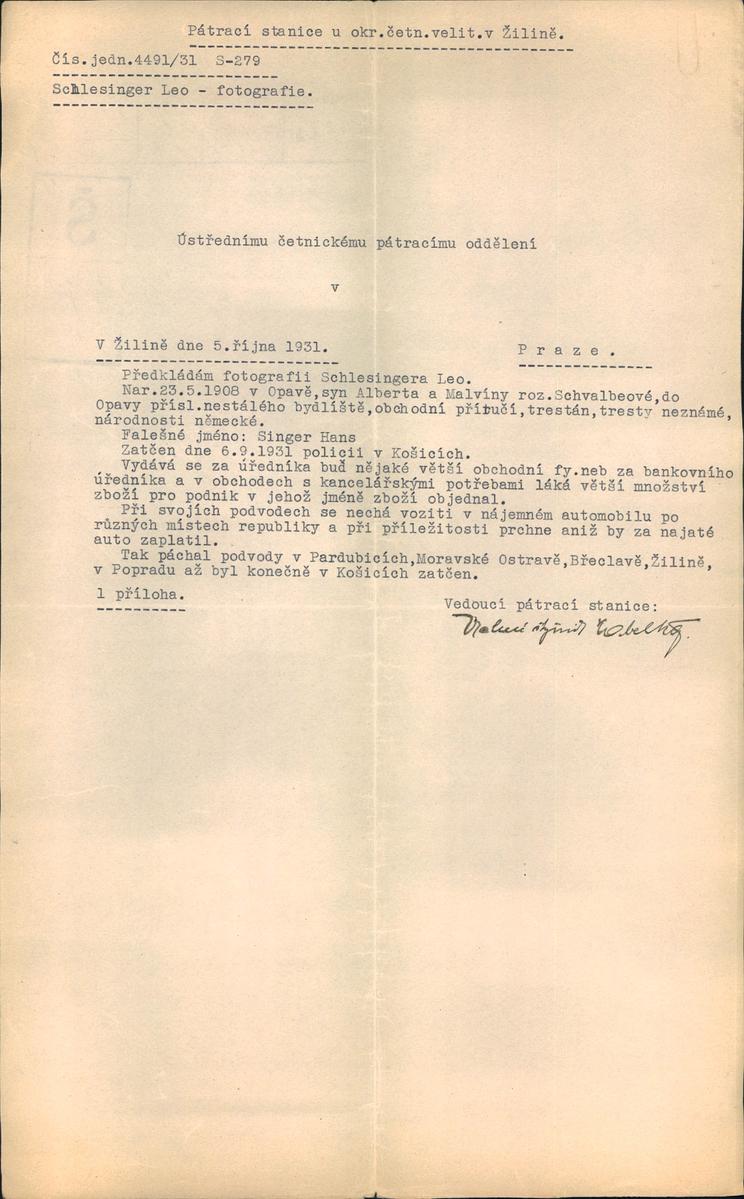 Pátrací stanice u okr.četn.velit.v Žilině.
Čís.jedn.4491/31 S-279
Schlesinger Leo - fotografie.
Ústřednímu četnickému pátracímu oddělení
v
V Žilině dne 5.října 1931.
P r a z e .
Předkládám fotografii Schlesingera Leo.
Nar.23.5.1908 v Opavě,syn Alberta a Malvíny roz.Schvalbeové,do
Opavy přísl.nestálého bydliště,obchodní příručí,trestán,tresty neznámé,
národnosti německé.
Falešné jméno: Singer Hans
Zatčen dne 6.9.1931 policií v Košicích.
Vydává se za úředníka buď nějaké větší obchodní fy.neb za bankovního
úředníka a v obchodech s kancelářskými potřebami láká větší množství
zboží pro podnik v jehož jméně zboží objednal.
Při svojích podvodech se nechá voziti v nájemném automobilu po
různých místech republiky a při příležitosti prchne aniž by za najaté
auto zaplatil.
Tak páchal podvody v Pardubicích,Moravské Ostravě,Břeclavě,Žilině,
v Popradu až byl konečně v Košicích zatčen.
1 příloha.
Vedoucí pátrací stanice: